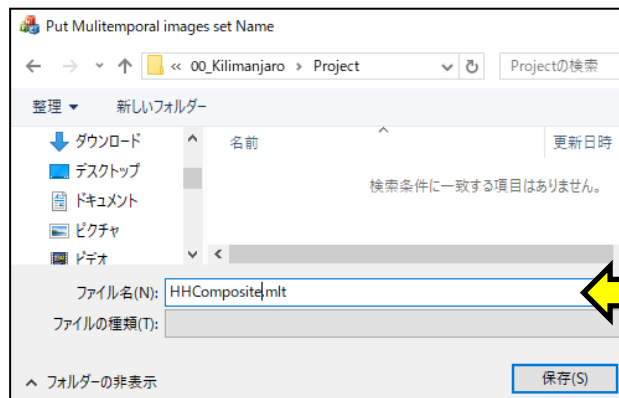 Put Mulitemporal images set Name
« 00_Kilimanjaro › Project
Projectの検索
整理 新しいフォルダー
ダウンロード
デスクトップ
ドキュメント
ピクチャ
ビデオ
名前 更新日時
検索条件に一致する項目はありません。
ファイル名(N): HHComposite.mlt
ファイルの種類(T):
フォルダーの非表示
保存(S)